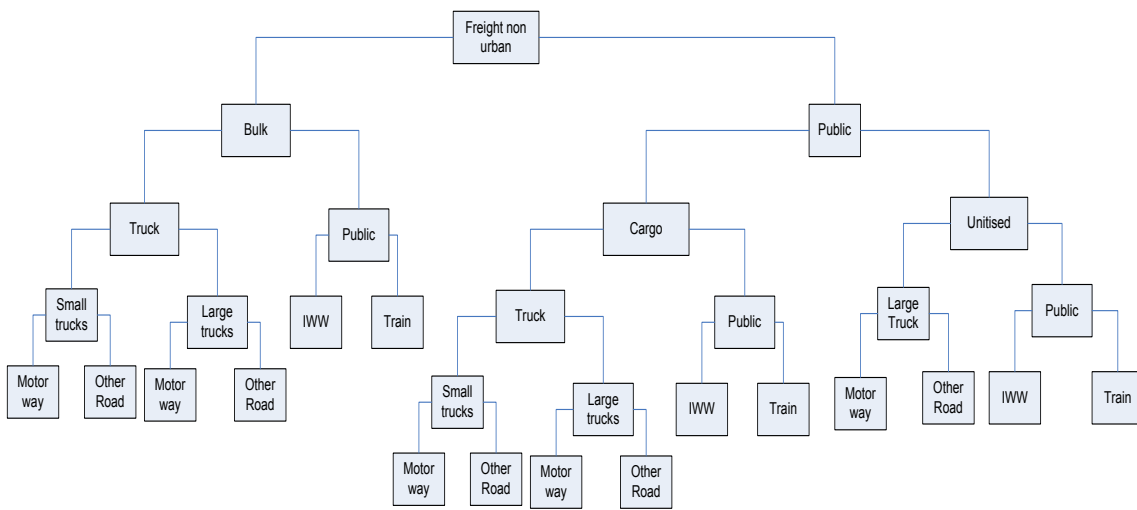 Freight non
urban
Bulk
Public
Truck
Public
Cargo
Unitised
Small
trucks
Large
trucks
IWW
Train
Truck
Public
Large
Truck
Public
Motor
way
Other
Road
Motor
way
Other
Road
Small
trucks
Large
trucks
IWW
Train
Motor
way
Other
Road
IWW
Train
Motor
way
Other
Road
Motor
way
Other
Road